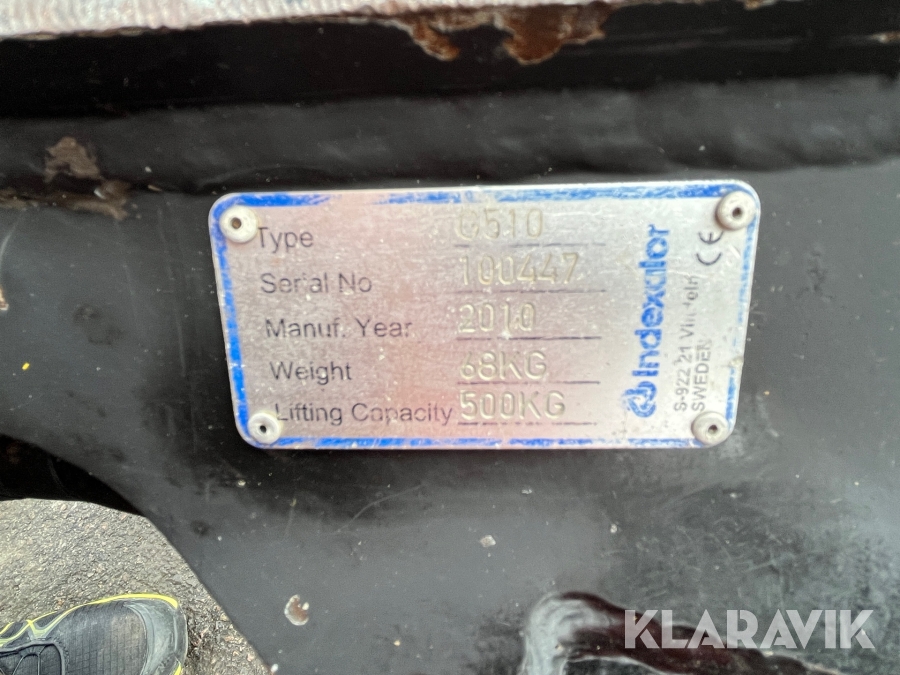 Type G510
Serial No 100447
Manuf. Year 2010
Weight 68KG
Lifting Capacity 500KG
Indexator
S-922 21 Vindeln
SWEDEN
CE
KLARAVIK